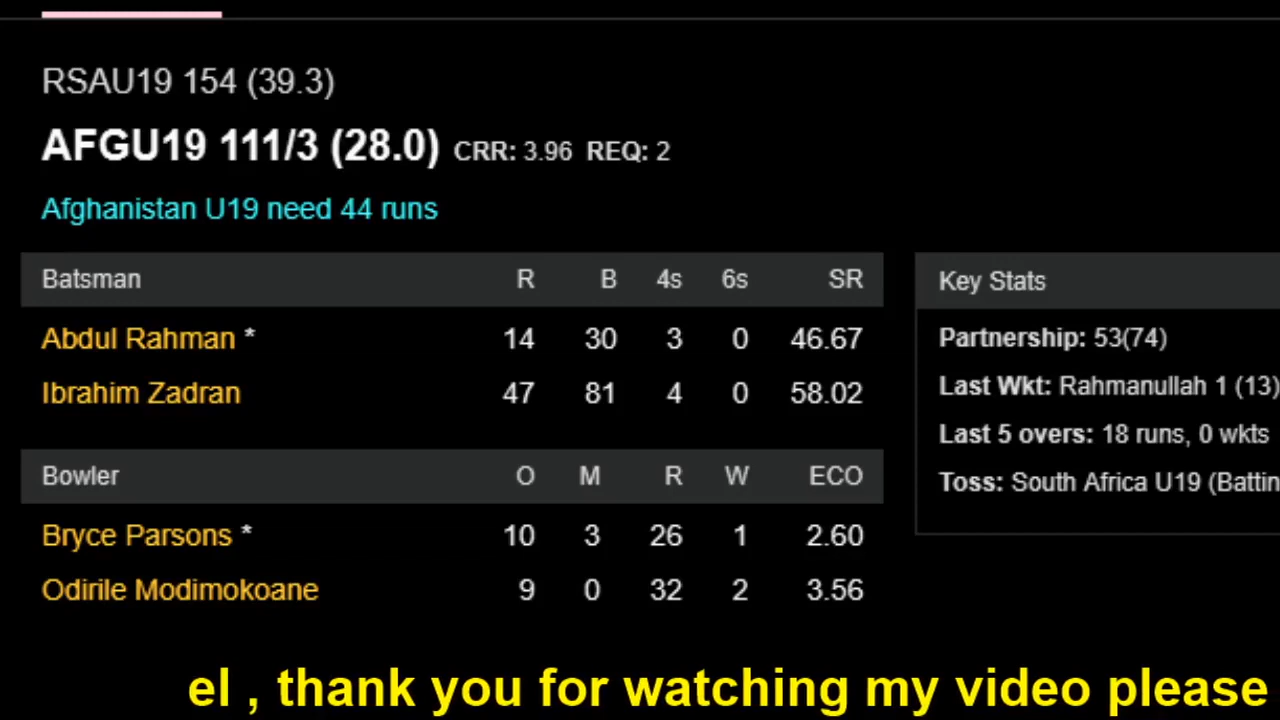 RSAU19 154 (39.3)
AFGU19 111/3 (28.0) CRR: 3.96 REQ: 2
Afghanistan U19 need 44 runs
Batsman R B 4s 6s SR
Abdul Rahman * 14 30 3 0 46.67
Ibrahim Zadran 47 81 4 0 58.02
Bowler O M R W ECO
Bryce Parsons * 10 3 26 1 2.60
Odirile Modimokoane 9 0 32 2 3.56
Key Stats
Partnership: 53(74)
Last Wkt: Rahmanullah 1 (13)
Last 5 overs: 18 runs, 0 wkts
Toss: South Africa U19 (Battin
el , thank you for watching my video please